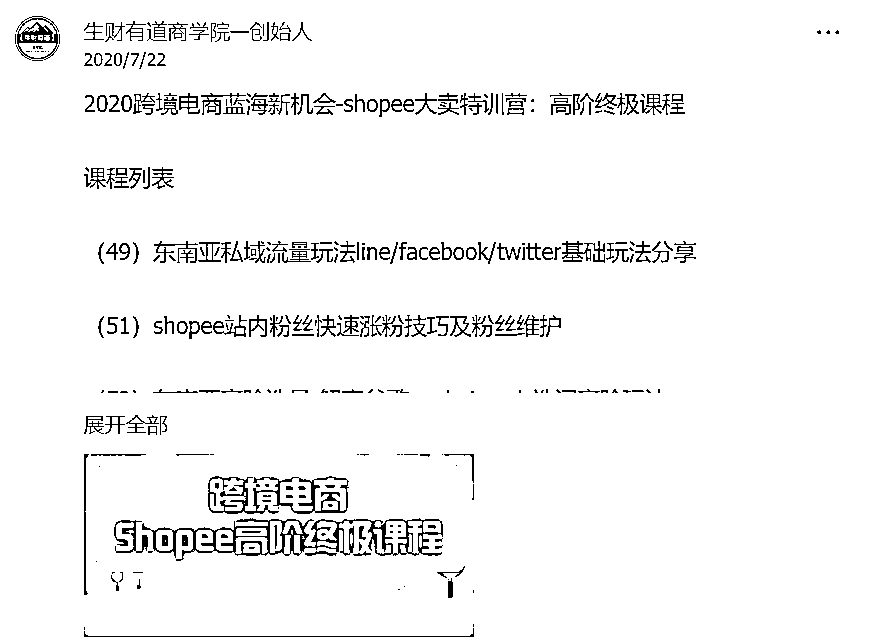 生财有道商学院一创始人
2020/7/22
2020跨境电商蓝海新机会-shopee大卖特训营：高阶终极课程
课程列表
（49）东南亚私域流量玩法line/facebook/twitter基础玩法分享
（51）shopee站内粉丝快速涨粉技巧及粉丝维护
展开全部
跨境电商
Shopee高阶终极课程